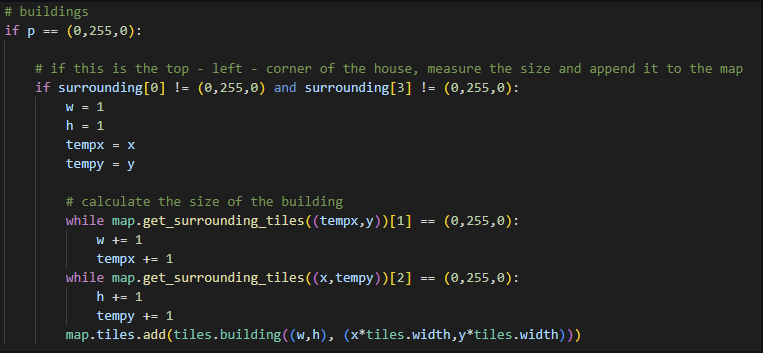 # buildings
if p == (0,255,0):
# if this is the top - left - corner of the house, measure the size and append it to the map
if surrounding[0] != (0,255,0) and surrounding[3] != (0,255,0):
w = 1
h = 1
tempx = x
tempy = y
# calculate the size of the building
while map.get_surrounding_tiles((tempx,y))[1] == (0,255,0):
w += 1
tempx += 1
while map.get_surrounding_tiles((x,tempy))[2] == (0,255,0):
h += 1
tempy += 1
map.tiles.add(tiles.building((w,h), (x*tiles.width,y*tiles.width)))